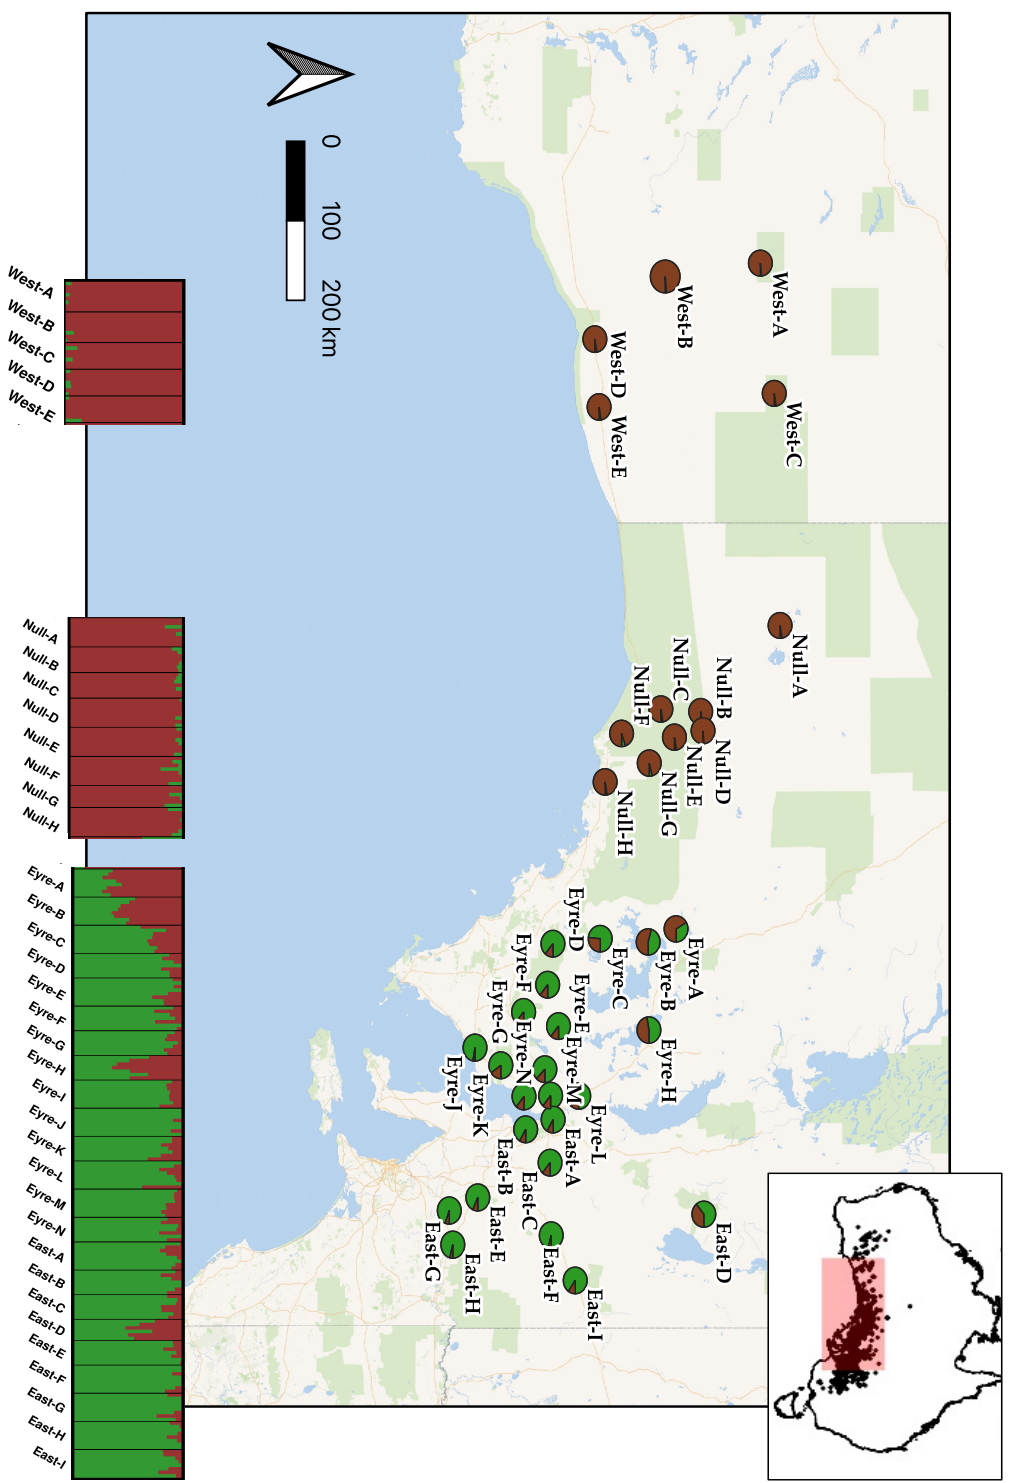 0
100
200 km
West-A
West-B
West-C
West-D
West-E
Null-A
Null-B
Null-C
Null-D
Null-E
Null-F
Null-G
Null-H
Eyre-A
Eyre-B
Eyre-C
Eyre-D
Eyre-E
Eyre-F
Eyre-G
Eyre-H
Eyre-J
Eyre-K
Eyre-L
Eyre-M
Eyre-N
East-A
East-B
East-C
East-D
East-E
East-F
East-G
East-H
East-I
West-A
West-B
West-C
West-D
West-E
Null-A
Null-B
Null-C
Null-D
Null-E
Null-F
Null-G
Null-H
Eyre-A
Eyre-B
Eyre-C
Eyre-D
Eyre-E
Eyre-F
Eyre-G
Eyre-H
Eyre-I
Eyre-J
Eyre-K
Eyre-L
Eyre-M
Eyre-N
East-A
East-B
East-C
East-D
East-E
East-F
East-G
East-H
East-I